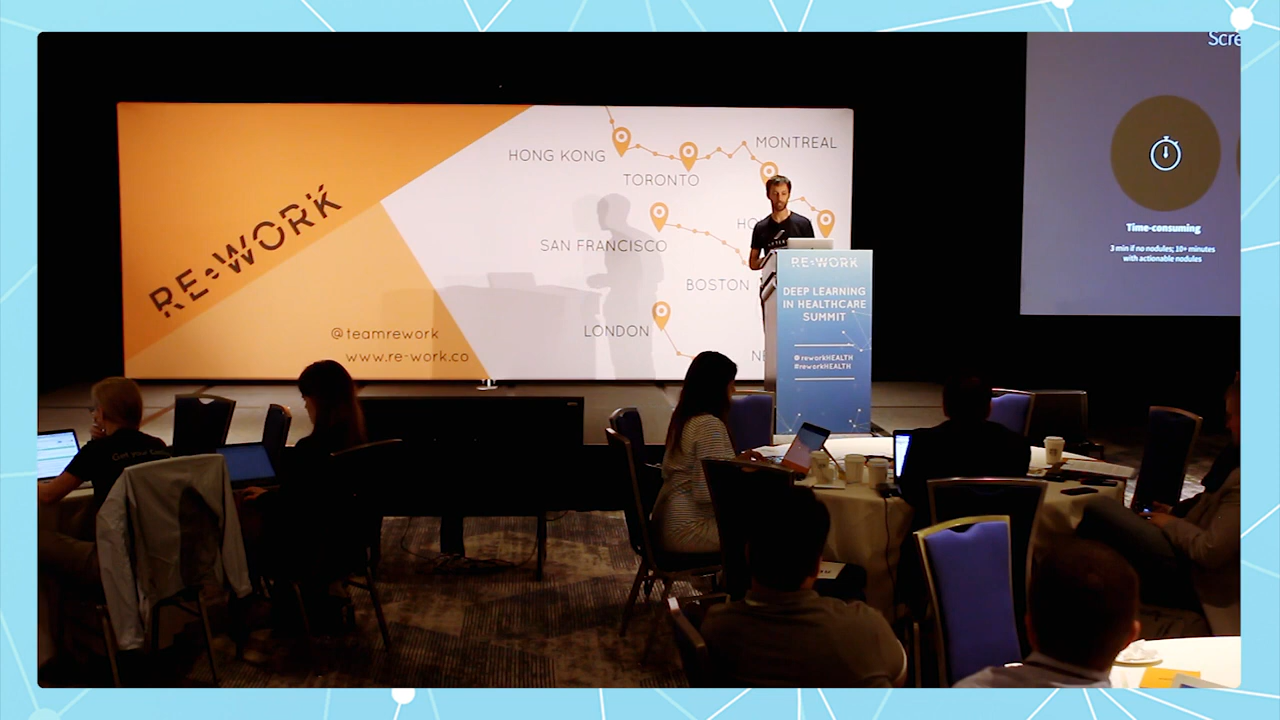 RE•WORK
@teamrework
www.re-work.co
HONG KONG
TORONTO
MONTREAL
SAN FRANCISCO
BOSTON
LONDON
RE•WORK
DEEP LEARNING
IN HEALTHCARE
SUMMIT
@reworkHEALTH
#reworkHEALTH
Time-consuming
3 min if no nodules; 10+ minutes
with actionable nodules